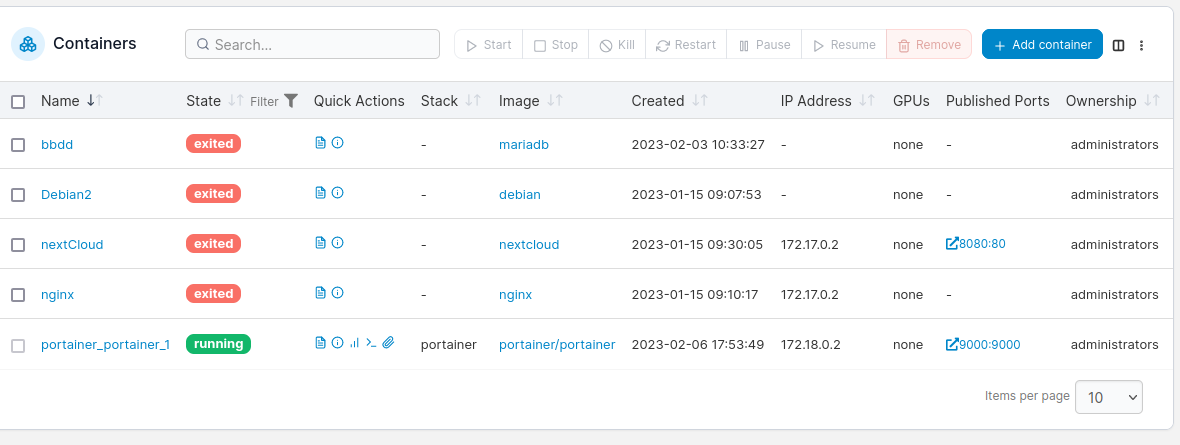 Containers Search... Start Stop Kill Restart Pause Resume Remove + Add container
Name State Filter Quick Actions Stack Image Created IP Address GPUs Published Ports Ownership
bbdd exited - mariadb 2023-02-03 10:33:27 - none - administrators
Debian2 exited - debian 2023-01-15 09:07:53 - none - administrators
nextCloud exited - nextcloud 2023-01-15 09:30:05 172.17.0.2 none 8080:80 administrators
nginx exited - nginx 2023-01-15 09:10:17 172.17.0.2 none - administrators
portainer_portainer_1 running portainer portainer/portainer 2023-02-06 17:53:49 172.18.0.2 none 9000:9000 administrators
Items per page 10